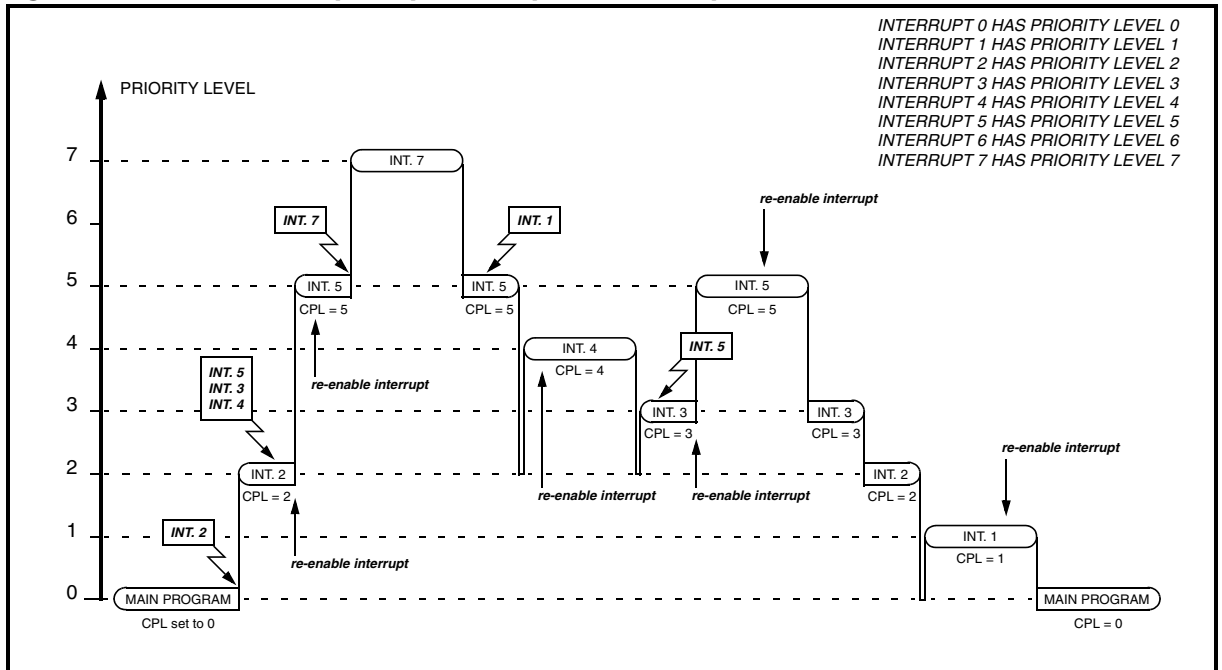 INTERRUPT 0 HAS PRIORITY LEVEL 0
INTERRUPT 1 HAS PRIORITY LEVEL 1
INTERRUPT 2 HAS PRIORITY LEVEL 2
INTERRUPT 3 HAS PRIORITY LEVEL 3
INTERRUPT 4 HAS PRIORITY LEVEL 4
INTERRUPT 5 HAS PRIORITY LEVEL 5
INTERRUPT 6 HAS PRIORITY LEVEL 6
INTERRUPT 7 HAS PRIORITY LEVEL 7
PRIORITY LEVEL
7
INT. 7
re-enable interrupt
6
INT. 7
INT. 1
5
INT. 5
INT. 5
INT. 5
CPL = 5
CPL = 5
CPL = 5
4
INT. 4
INT. 5
CPL = 4
INT. 5
INT. 3
INT. 4
re-enable interrupt
3
INT. 3
INT. 3
CPL = 3
CPL = 3
re-enable interrupt
2
INT. 2
INT. 2
CPL = 2
CPL = 2
re-enable interrupt
re-enable interrupt
1
INT. 2
INT. 1
re-enable interrupt
CPL = 1
0
MAIN PROGRAM
MAIN PROGRAM
CPL set to 0
CPL = 0